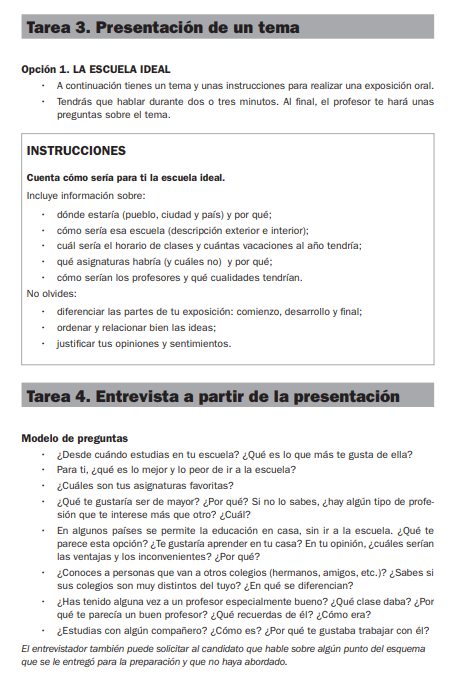 Tarea 3. Presentación de un tema
Opción 1. LA ESCUELA IDEAL
· A continuación tienes un tema y unas instrucciones para realizar una exposición oral.
· Tendrás que hablar durante dos o tres minutos. Al final, el profesor te hará unas
preguntas sobre el tema.
INSTRUCCIONES
Cuenta cómo sería para ti la escuela ideal.
Incluye información sobre:
· dónde estaría (pueblo, ciudad y país) y por qué;
· cómo sería esa escuela (descripción exterior e interior);
· cuál sería el horario de clases y cuántas vacaciones al año tendría;
· qué asignaturas habría (y cuáles no) y por qué;
· cómo serían los profesores y qué cualidades tendrían.
No olvides:
· diferenciar las partes de tu exposición: comienzo, desarrollo y final;
· ordenar y relacionar bien las ideas;
· justificar tus opiniones y sentimientos.
Tarea 4. Entrevista a partir de la presentación
Modelo de preguntas
· ¿Desde cuándo estudias en tu escuela? ¿Qué es lo que más te gusta de ella?
· Para ti, ¿qué es lo mejor y lo peor de ir a la escuela?
· ¿Cuáles son tus asignaturas favoritas?
· ¿Qué te gustaría ser de mayor? ¿Por qué? Si no lo sabes, ¿hay algún tipo de profe-
sión que te interese más que otro? ¿Cuál?
· En algunos países se permite la educación en casa, sin ir a la escuela. ¿Qué te
parece esta opción? ¿Te gustaría aprender en tu casa? En tu opinión, ¿cuáles serían
las ventajas y los inconvenientes? ¿Por qué?
· ¿Conoces a personas que van a otros colegios (hermanos, amigos, etc.)? ¿Sabes si
sus colegios son muy distintos del tuyo? ¿En qué se diferencian?
· ¿Has tenido alguna vez a un profesor especialmente bueno? ¿Qué clase daba? ¿Por
qué te parecía un buen profesor? ¿Qué recuerdas de él? ¿Cómo era?
· ¿Estudias con algún compañero? ¿Cómo es? ¿Por qué te gustaba trabajar con él?
El entrevistador también puede solicitar al candidato que hable sobre algún punto del esquema
que se le entregó para la preparación y que no haya abordado.